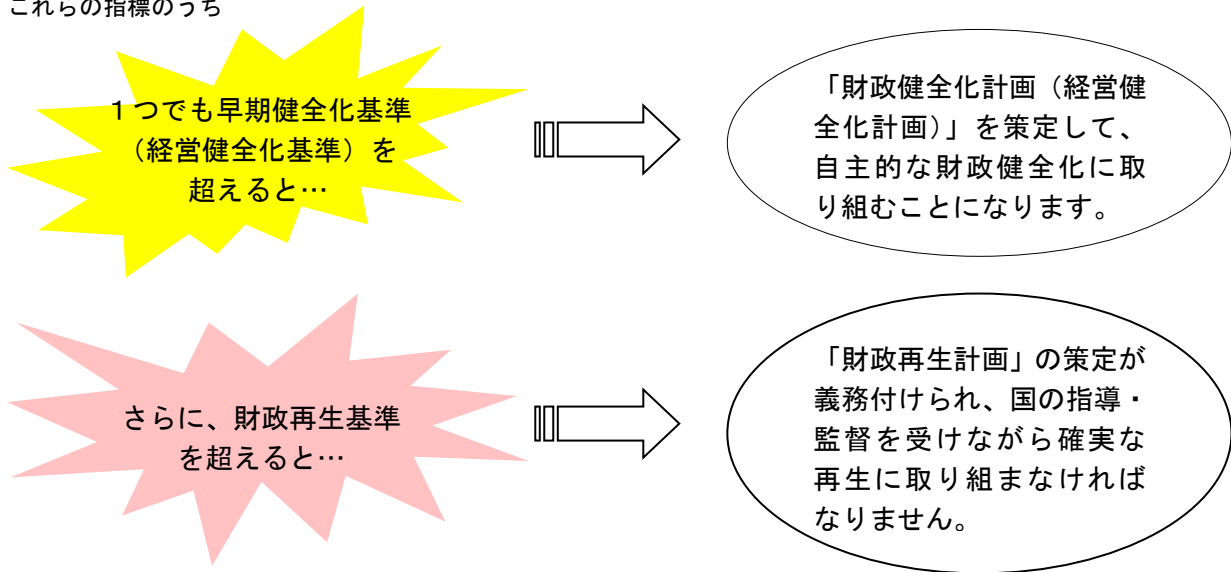 これらの指標のうち
１つでも早期健全化基準
（経営健全化基準）を
超えると…
「財政健全化計画（経営健
全化計画）」を策定して、
自主的な財政健全化に取
り組むことになります。
さらに、財政再生基準
を超えると…
「財政再生計画」の策定が
義務付けられ、国の指導・
監督を受けながら確実な
再生に取り組まなければ
なりません。